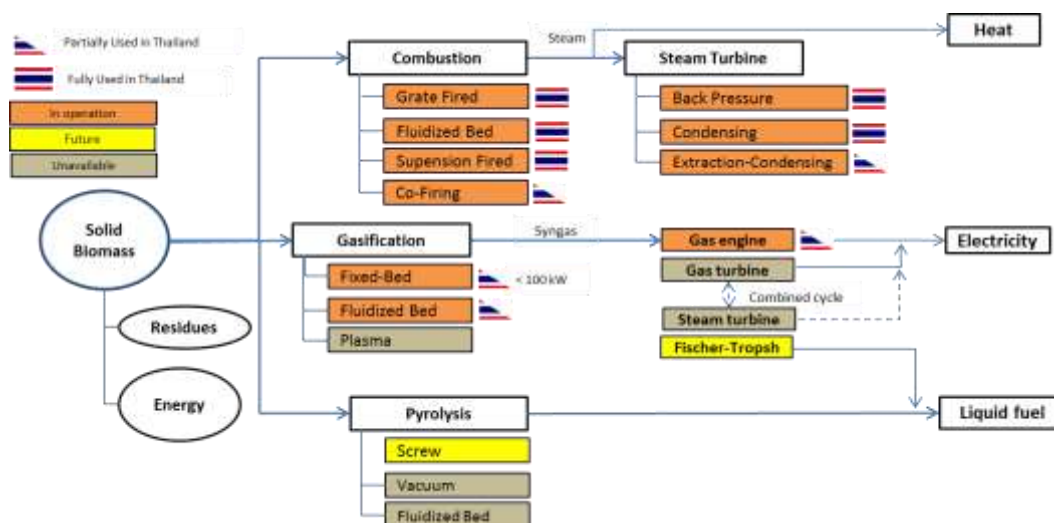 Partially Used in Thailand
Fully Used in Thailand
In operation
Future
Unavailable
Solid
Biomass
Residues
Energy
Combustion
Grate Fired
Fluidized Bed
Supension Fired
Co-Firing
Steam
Steam Turbine
Back Pressure
Condensing
Extraction-Condensing
Heat
Gasification
Fixed-Bed
< 100 kW
Fluidized Bed
Plasma
Syngas
Gas engine
Gas turbine
Combined cycle
Steam turbine
Fischer-Tropsh
Electricity
Pyrolysis
Screw
Vacuum
Fluidized Bed
Liquid fuel